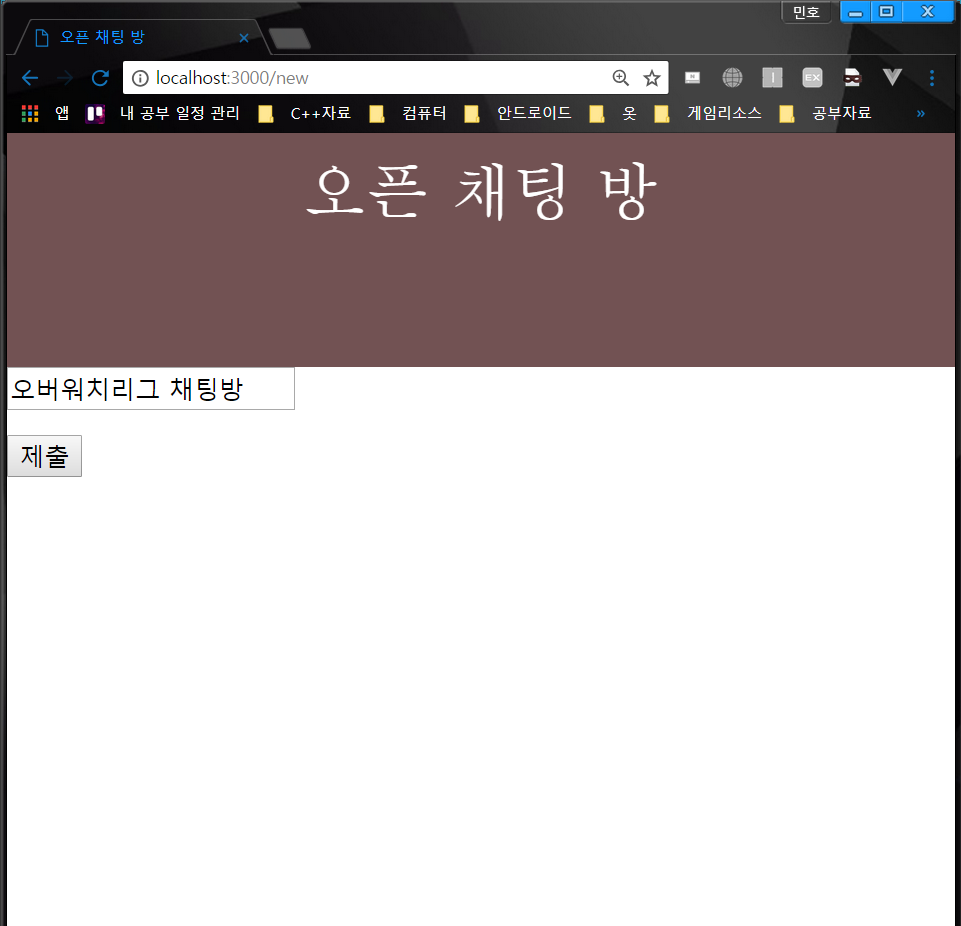 민호
오픈 채팅 방
localhost:3000/new
앱 내 공부 일정 관리 C++자료 컴퓨터 안드로이드 옷 게임리소스 공부자료 »
오픈 채팅 방
오버워치리그 채팅방
제출